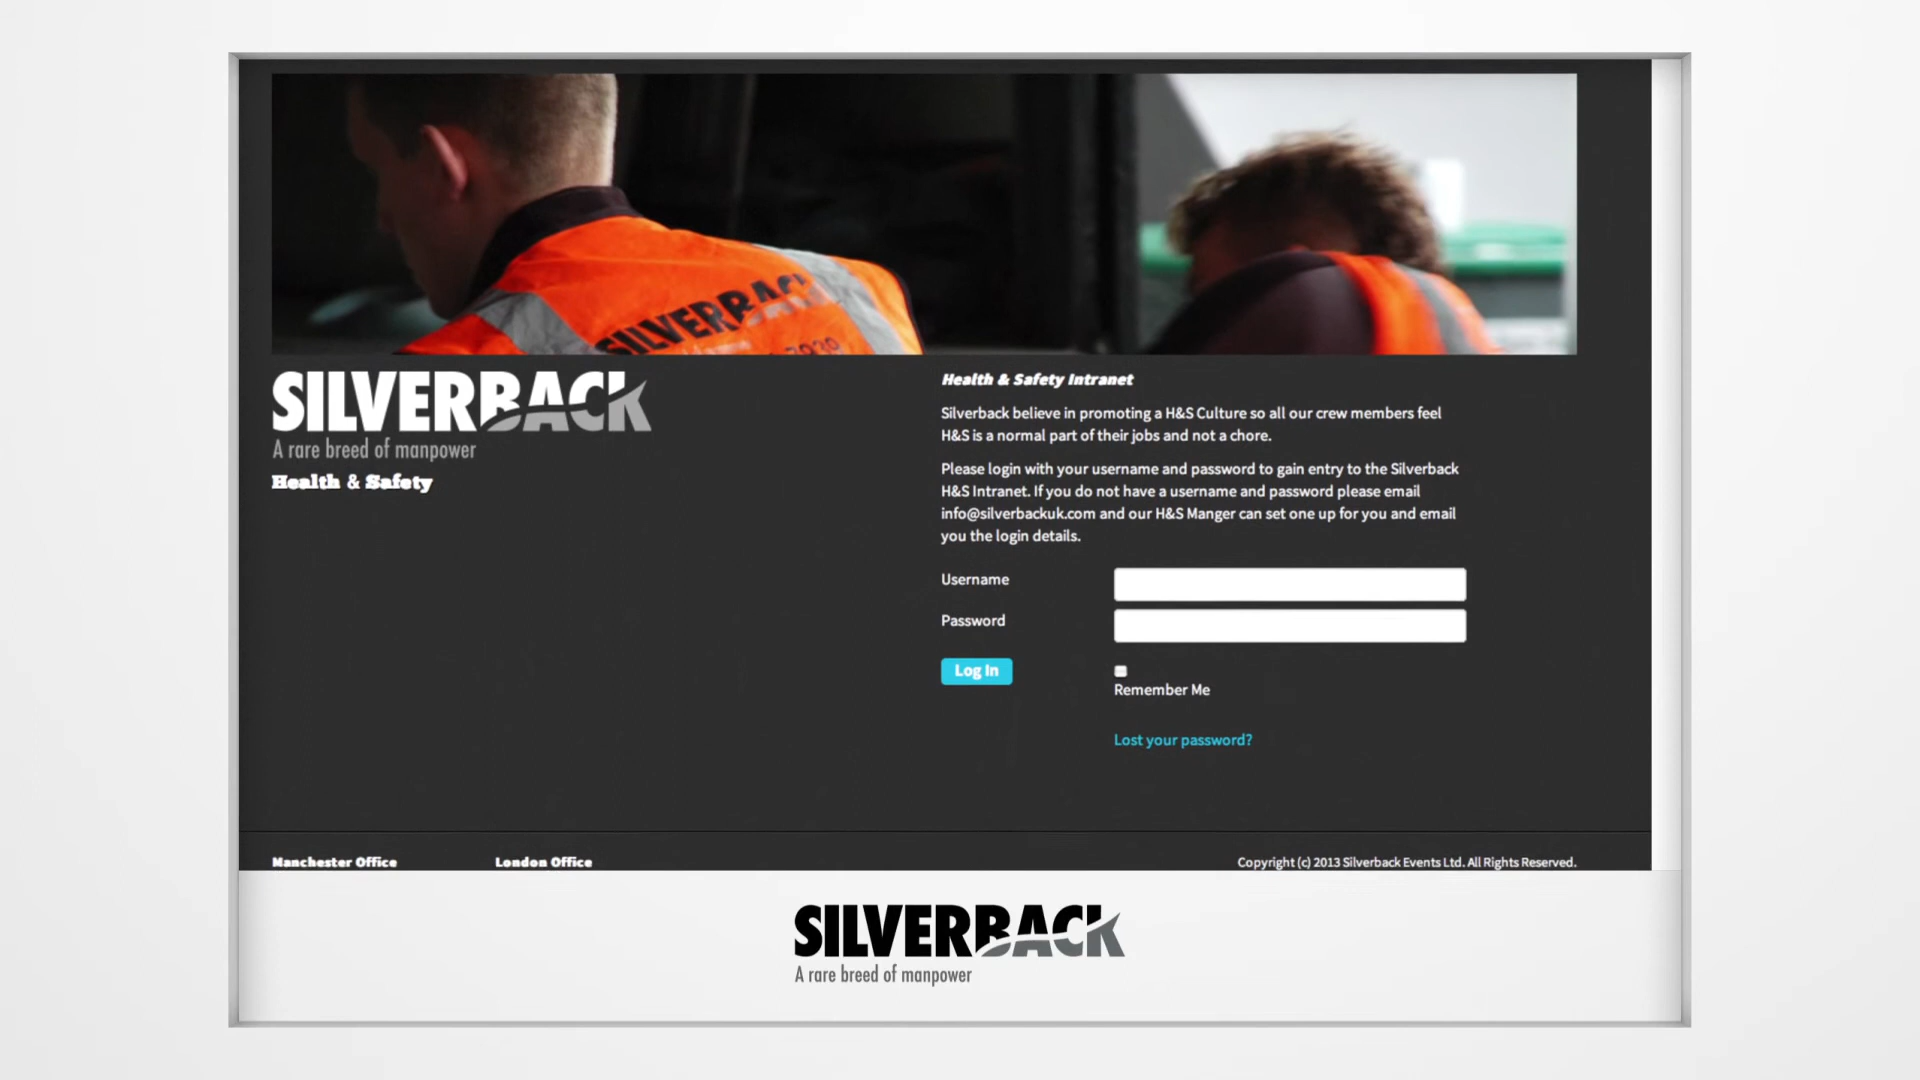 SILVERBACK
SILVERBACK
A rare breed of manpower
Health & Safety
Health & Safety Intranet
Silverback believe in promoting a H&S Culture so all our crew members feel
H&S is a normal part of their jobs and not a chore.
Please login with your username and password to gain entry to the Silverback
H&S Intranet. If you do not have a username and password please email
info@silverbackuk.com and our H&S Manger can set one up for you and email
you the login details.
Username
Password
Log In
Remember Me
Lost your password?
Manchester Office
London Office
Copyright (c) 2013 Silverback Events Ltd. All Rights Reserved.
SILVERBACK
A rare breed of manpower